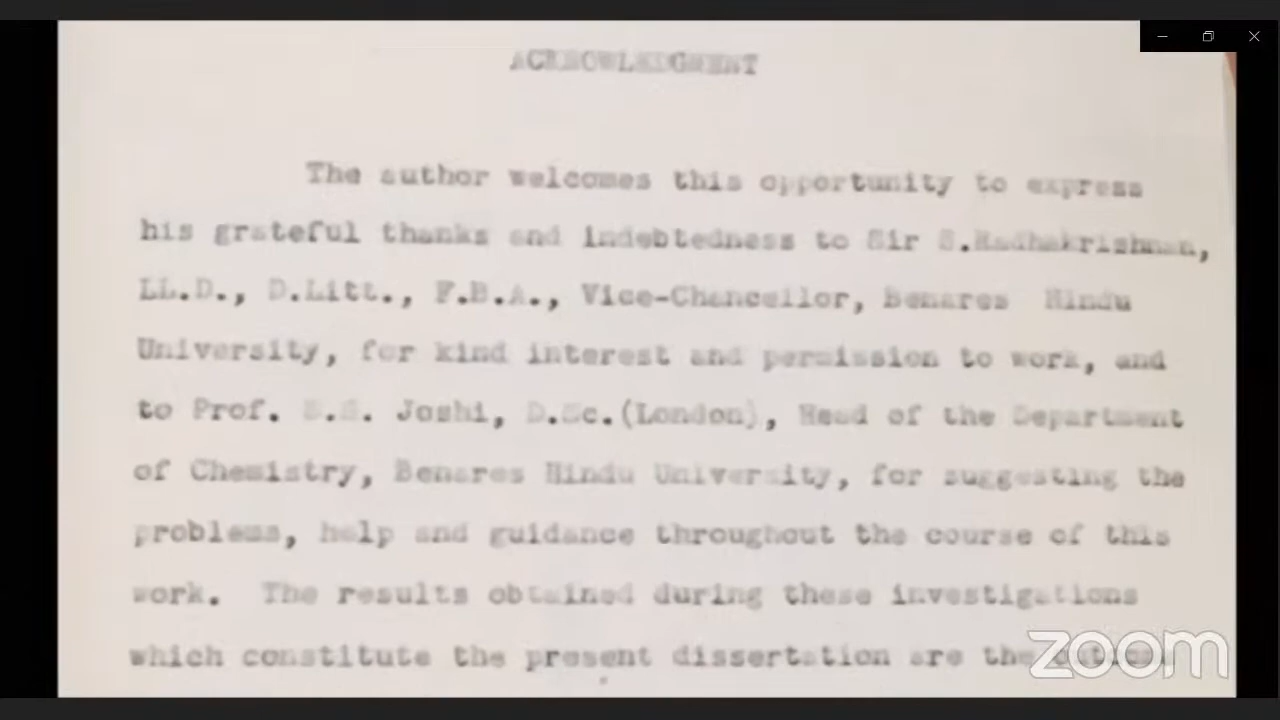 ACKNOWLEDGMENT
The author welcomes this opportunity to express
his grateful thanks and indebtedness to Sir S.Radhakrishnan,
LL.D., D.Litt., F.B.A., Vice-Chancellor, Benares Hindu
University, for kind interest and permission to work, and
to Prof. S.S. Joshi, D.Sc.(London), Head of the Department
of Chemistry, Benares Hindu University, for suggesting the
problems, help and guidance throughout the course of this
work. The results obtained during these investigations
which constitute the present dissertation are the
zoom